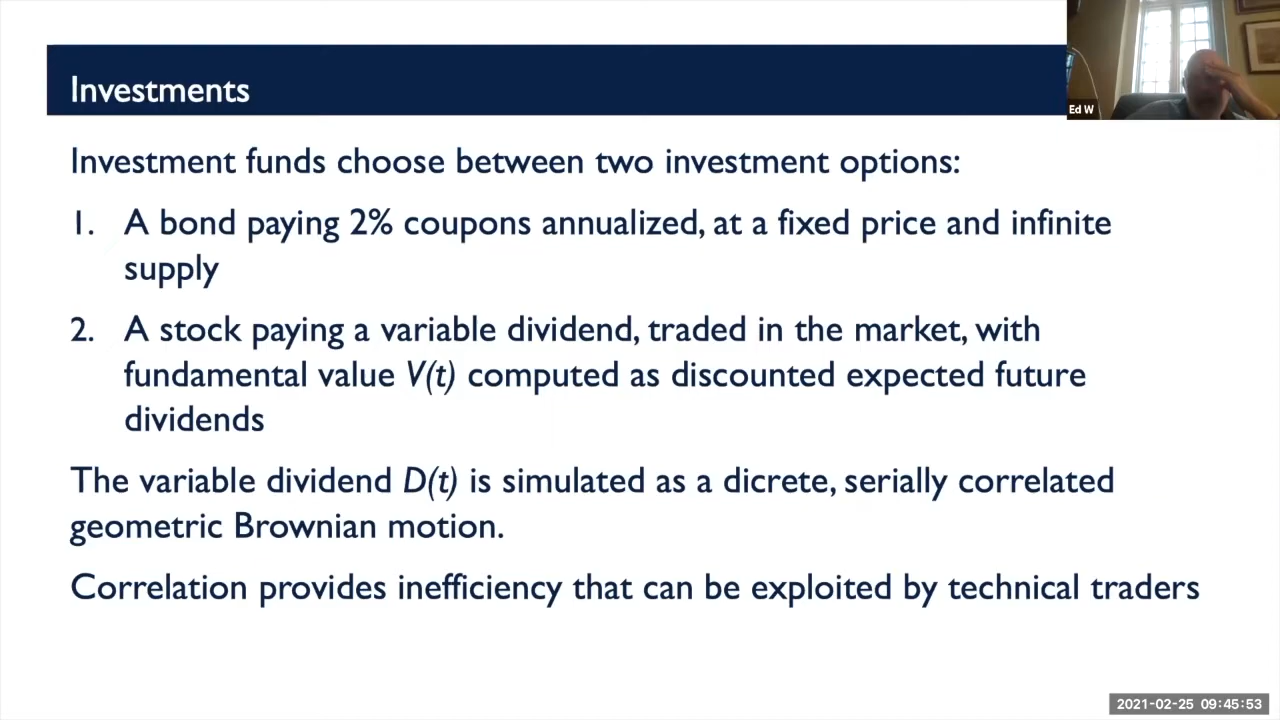 Investments
Ed W
Investment funds choose between two investment options:
1. A bond paying 2% coupons annualized, at a fixed price and infinite
supply
2. A stock paying a variable dividend, traded in the market, with
fundamental value V(t) computed as discounted expected future
dividends
The variable dividend D(t) is simulated as a dicrete, serially correlated
geometric Brownian motion.
Correlation provides inefficiency that can be exploited by technical traders
2021-02-25 09:45:53